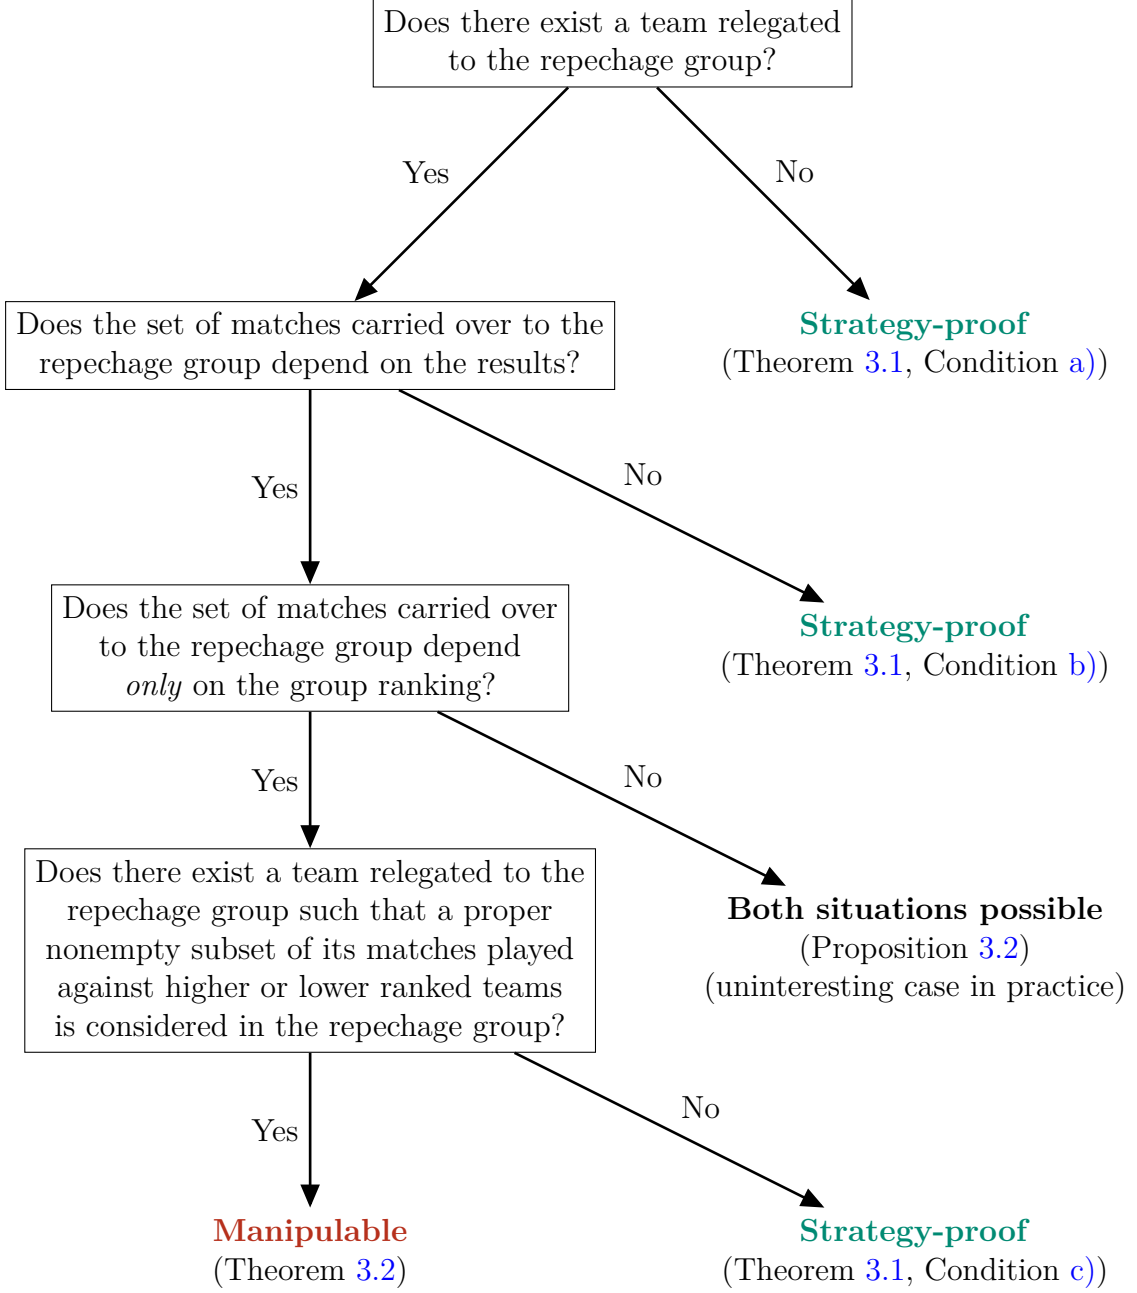 Does there exist a team relegated
to the repechage group?
Yes
No
Does the set of matches carried over to the
repechage group depend on the results?
Strategy-proof
(Theorem 3.1, Condition a))
Yes
No
Does the set of matches carried over
to the repechage group depend
only on the group ranking?
Strategy-proof
(Theorem 3.1, Condition b))
Yes
No
Does there exist a team relegated to the
repechage group such that a proper
nonempty subset of its matches played
against higher or lower ranked teams
is considered in the repechage group?
Both situations possible
(Proposition 3.2)
(uninteresting case in practice)
Yes
No
Manipulable
(Theorem 3.2)
Strategy-proof
(Theorem 3.1, Condition c))